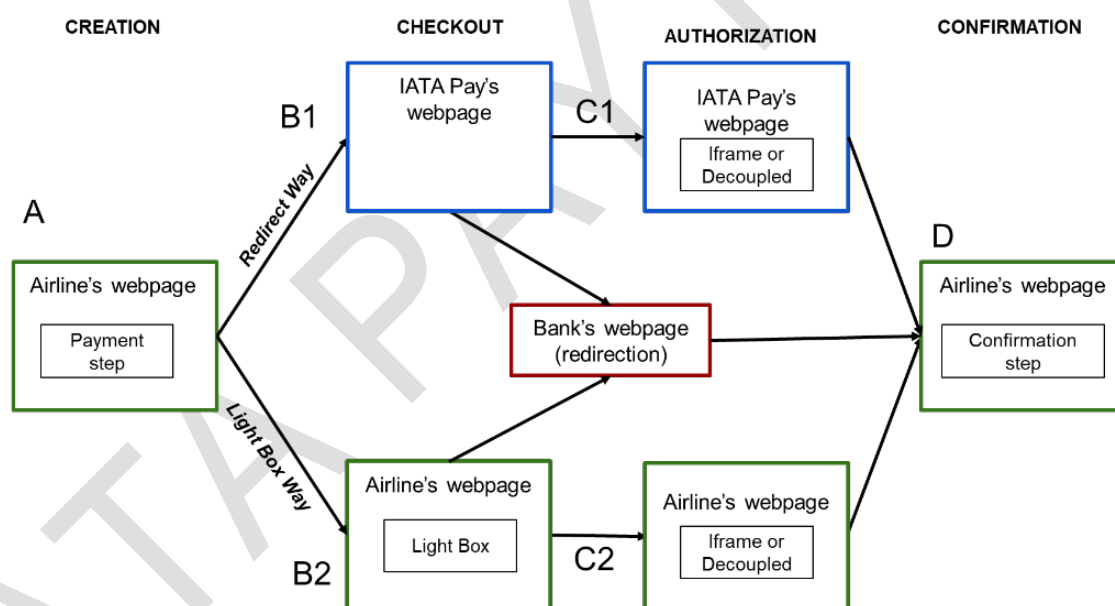 CREATION
CHECKOUT
AUTHORIZATION
CONFIRMATION
A
Airline's webpage
Payment
step
Redirect Way
Light Box Way
B1
IATA Pay's
webpage
C1
IATA Pay's
webpage
Iframe or
Decoupled
Bank's webpage
(redirection)
B2
Airline's webpage
Light Box
C2
Airline's webpage
Iframe or
Decoupled
D
Airline's webpage
Confirmation
step
ATA PAY